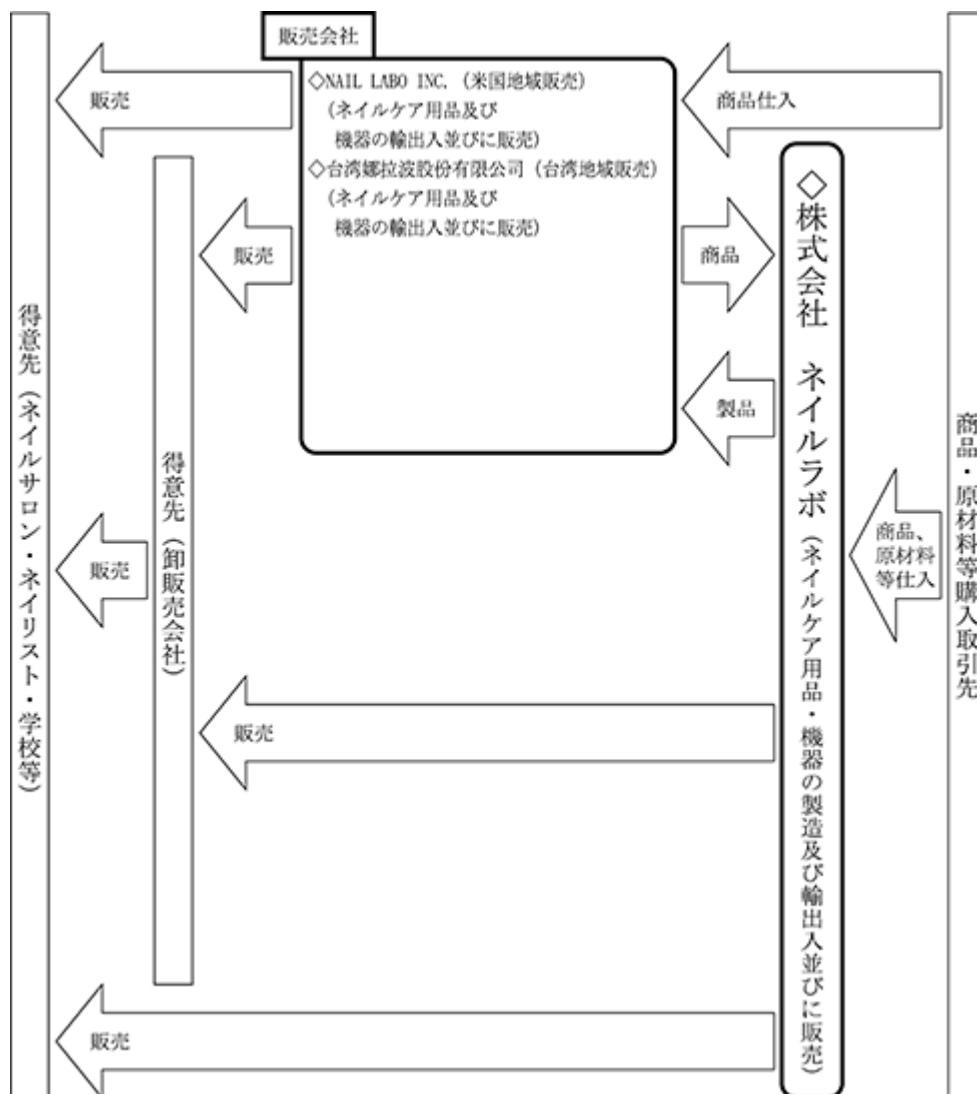 販売会社
◇NAIL LABO INC.（米国地域販売）
（ネイルケア用品及び
機器の輸出入並びに販売）
◇台湾娜拉波股份有限公司（台湾地域販売）
（ネイルケア用品及び
機器の輸出入並びに販売）
販売
商品仕入
販売
商品
製品
◇株式会社　ネイルラボ（ネイルケア用品・機器の製造及び輸出入並びに販売）
商品、
原材料
等仕入
商品・原材料等購入取引先
得意先（ネイルサロン・ネイリスト・学校等）
得意先（卸販売会社）
販売
販売
販売